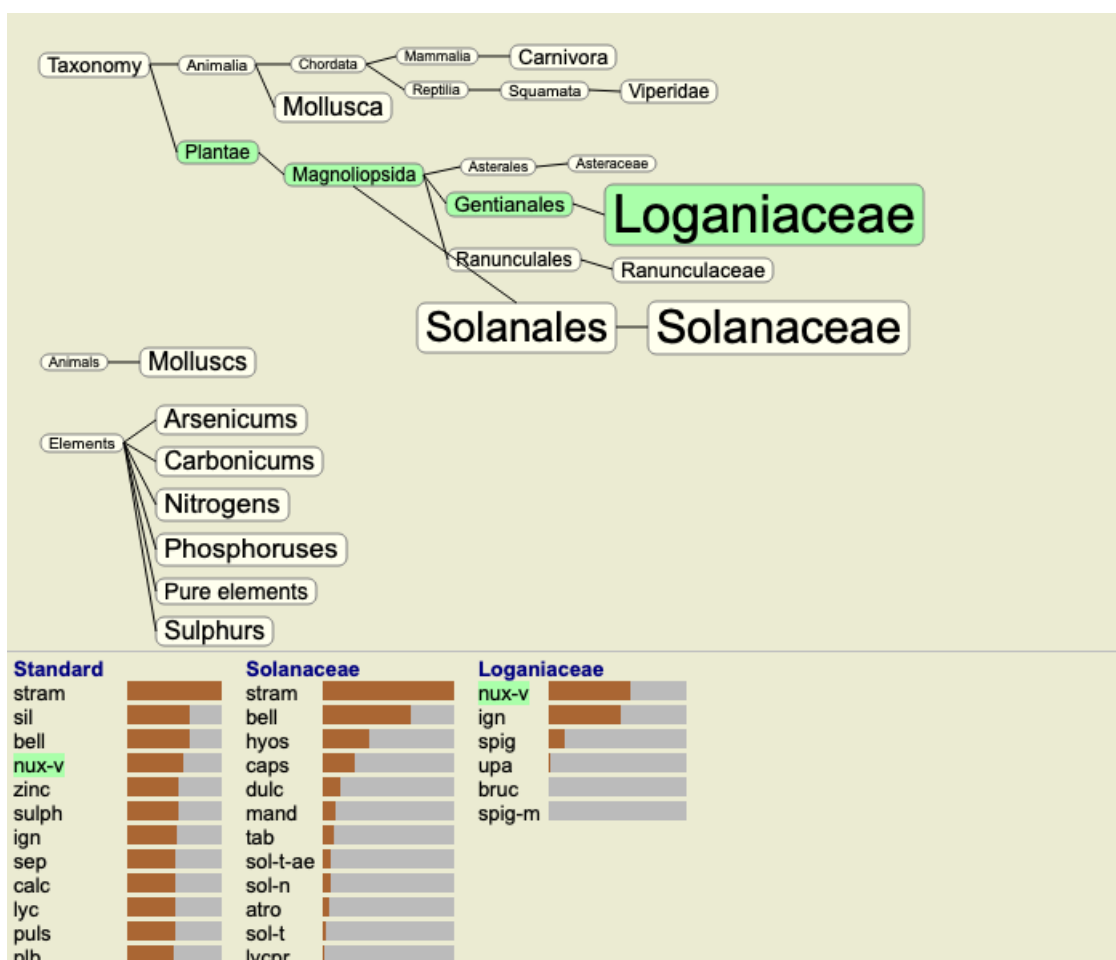 Taxonomy
Animalia
Chordata
Mammalia
Carnivora
Reptilia
Squamata
Viperidae
Mollusca
Plantae
Magnoliopsida
Asterales
Asteraceae
Gentianales
Loganiaceae
Ranunculales
Ranunculaceae
Solanales
Solanaceae
Animals
Molluscs
Elements
Arsenicums
Carbonicums
Nitrogens
Phosphoruses
Pure elements
Sulphurs
Standard
stram
sil
bell
nux-v
zinc
sulph
ign
sep
calc
lyc
puls
plb
Solanaceae
stram
bell
hyos
caps
dulc
mand
tab
sol-t-ae
sol-n
atro
sol-t
lycpr
Loganiaceae
nux-v
ign
spig
upa
bruc
spig-m